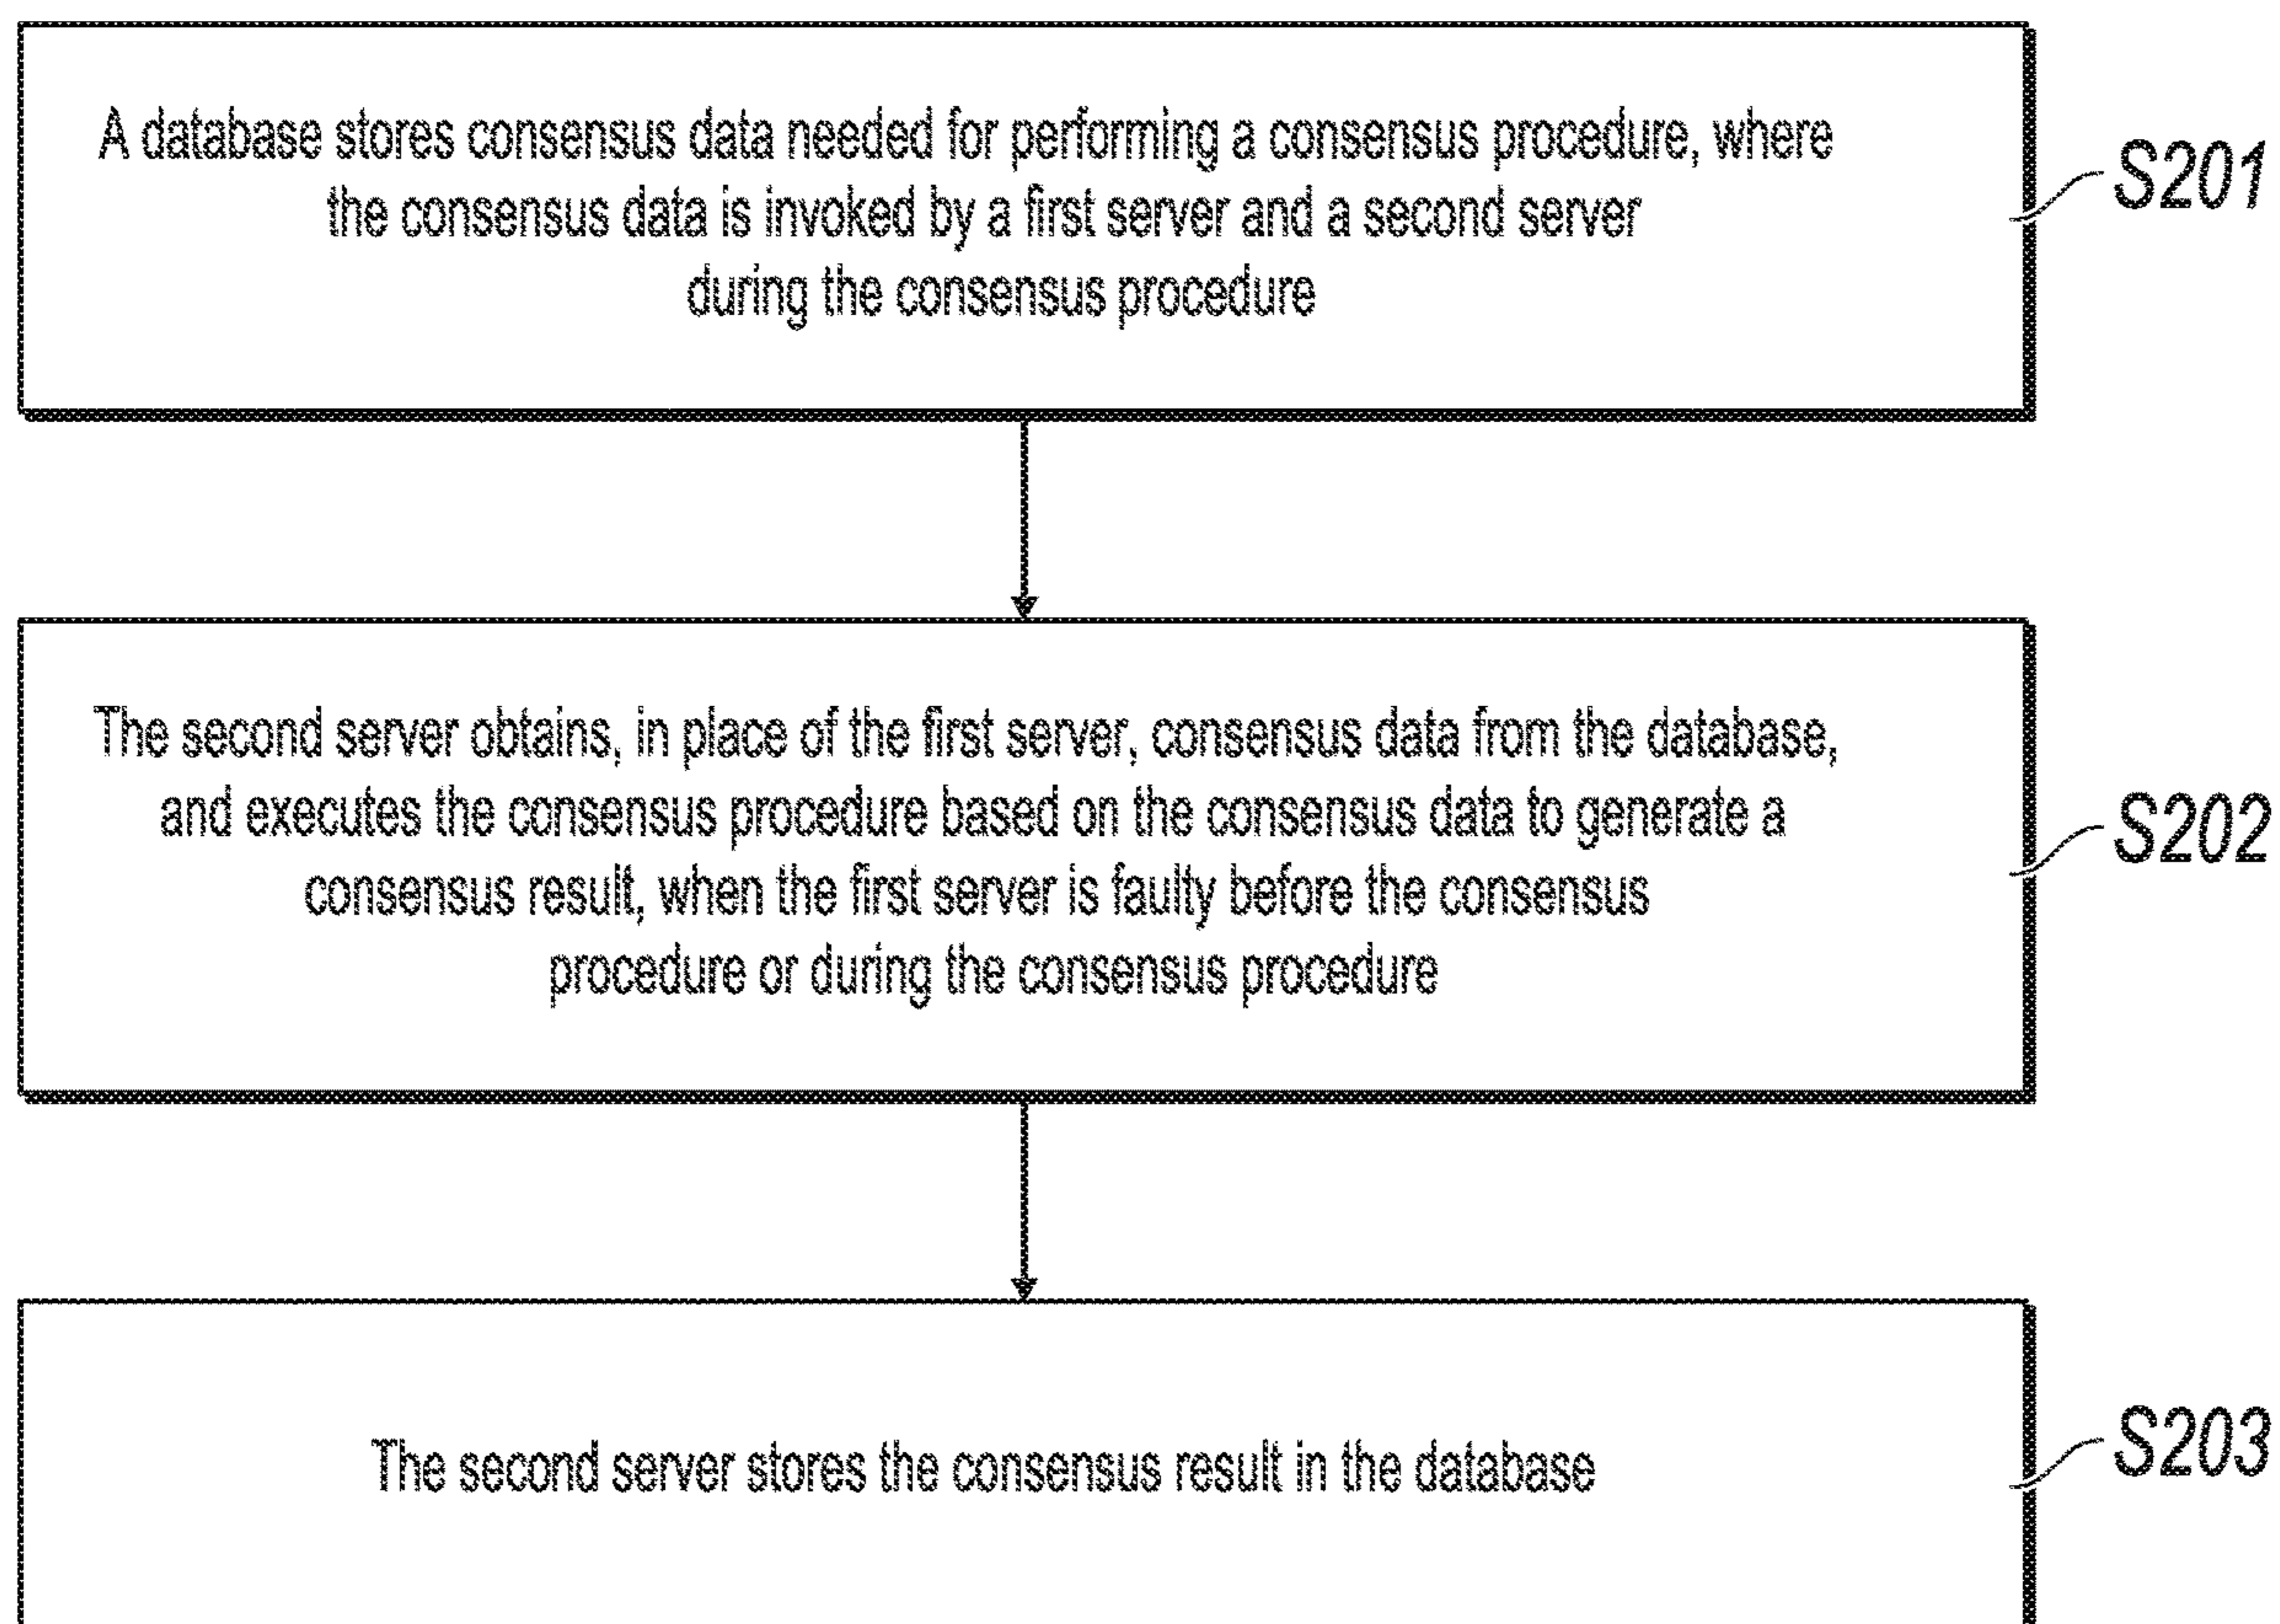 A database stores consensus data needed for performing a consensus procedure, where
the consensus data is invoked by a first server and a second server
during the consensus procedure
S201
The second server obtains, in place of the first server, consensus data from the database,
and executes the consensus procedure based on the consensus data to generate a
consensus result, when the first server is faulty before the consensus
procedure or during the consensus procedure
S202
The second server stores the consensus result in the database
S203